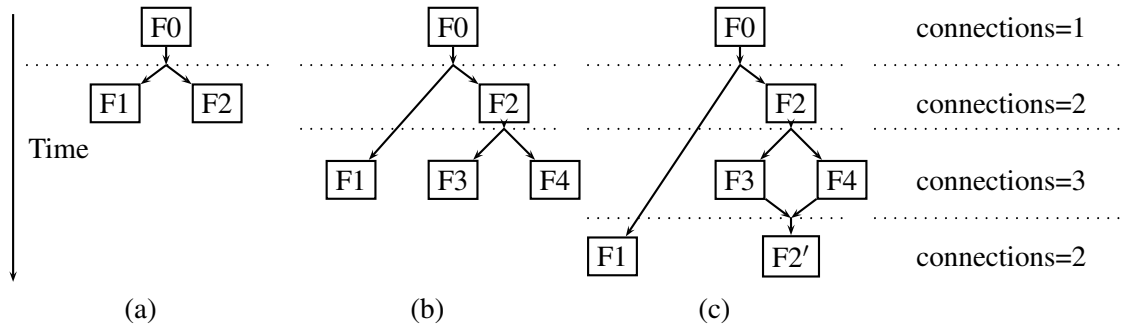 F0 F0 F0 connections=1
F1 F2 F2 F2 connections=2
Time
F1 F3 F4 F3 F4 connections=3
F1 F2′ connections=2
(a) (b) (c)